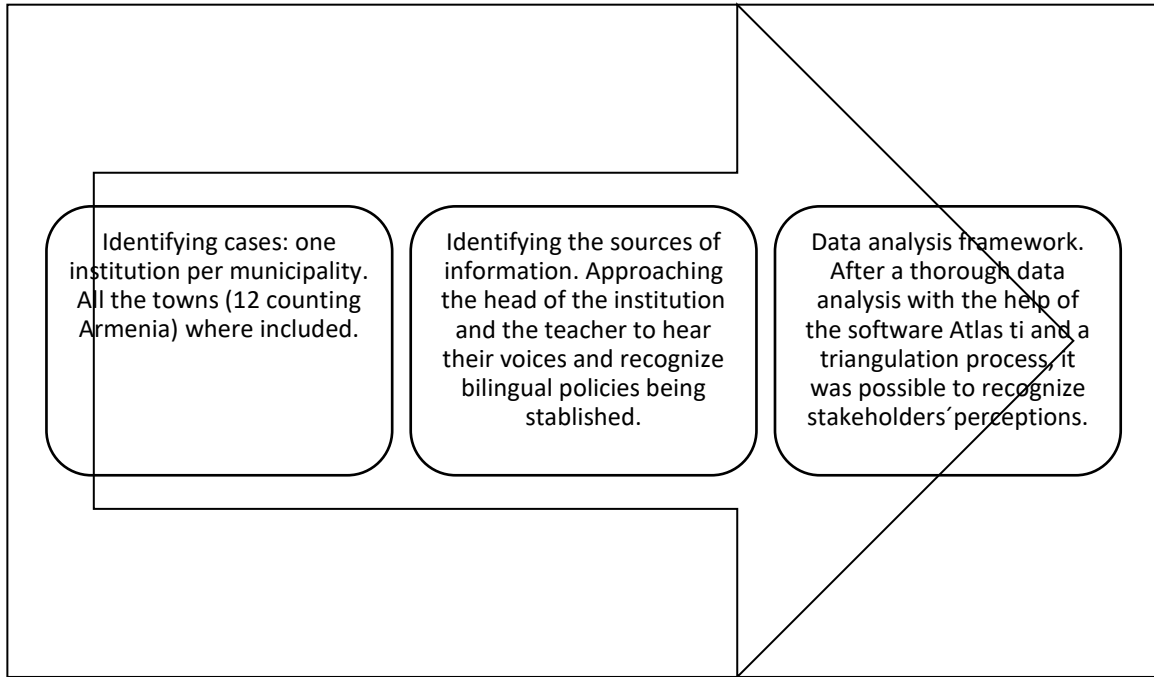 Identifying cases: one
institution per municipality.
All the towns (12 counting
Armenia) where included.
Identifying the sources of
information. Approaching
the head of the institution
and the teacher to hear
their voices and recognize
bilingual policies being
stablished.
Data analysis framework.
After a thorough data
analysis with the help of
the software Atlas ti and a
triangulation process, it
was possible to recognize
stakeholders´perceptions.